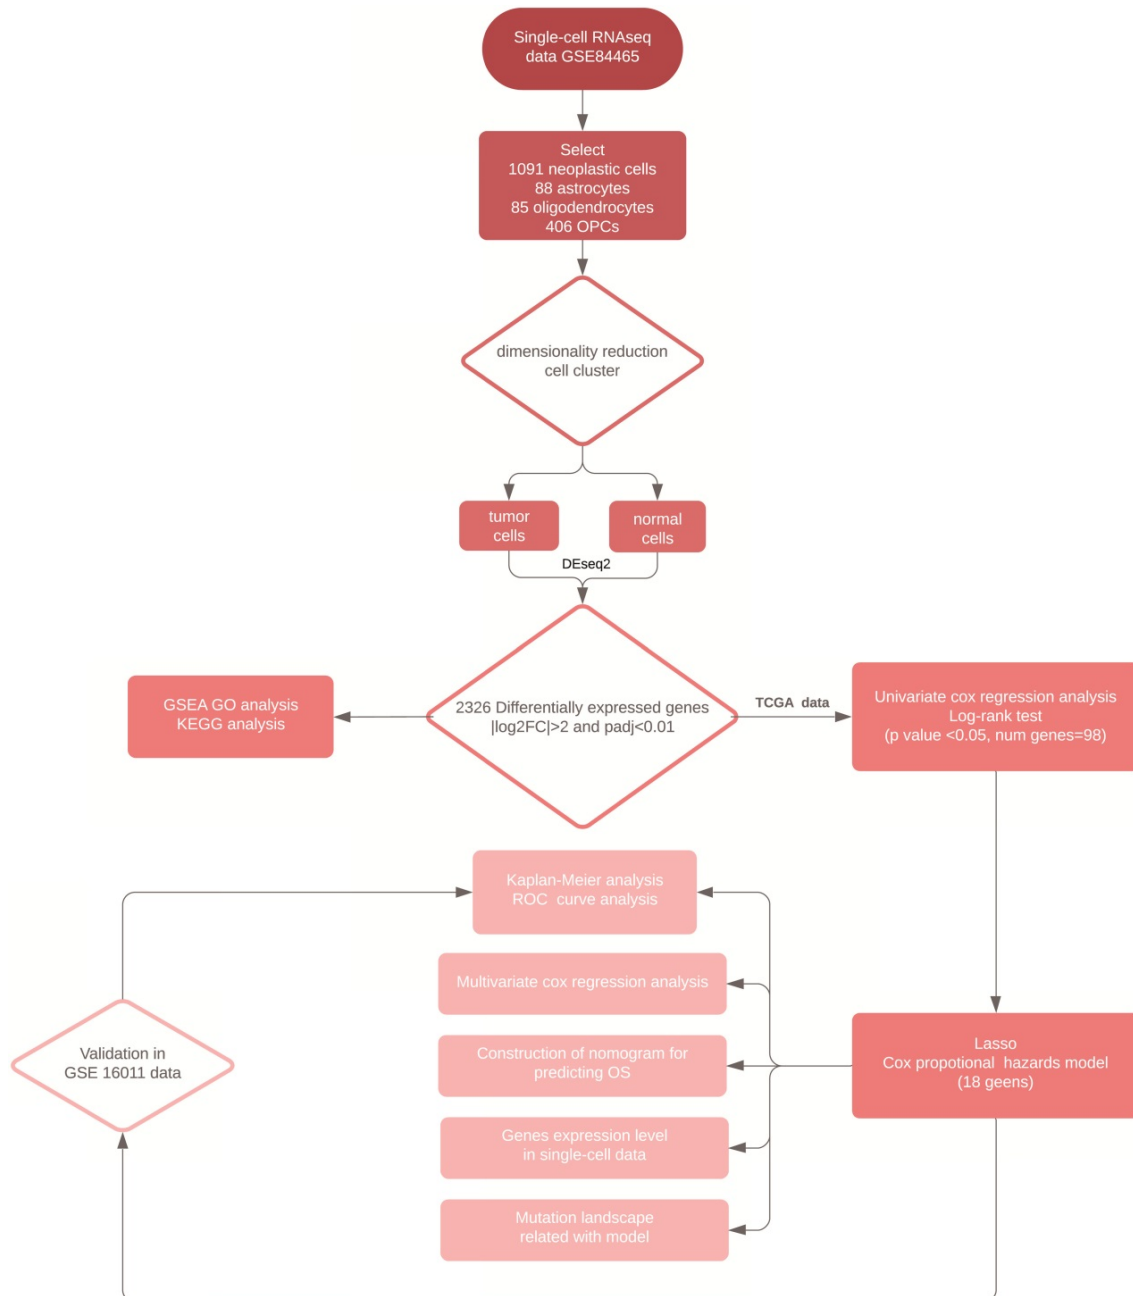 Single-cell RNAseq
data GSE84465
Select
1091 neoplastic cells
88 astrocytes
85 oligodendrocytes
406 OPCs
dimensionality reduction
cell cluster
tumor
cells
normal
cells
DEseq2
GSEA GO analysis
KEGG analysis
2326 Differentially expressed genes
|log2FC|>2 and padj<0.01
TCGA data
Univariate cox regression analysis
Log-rank test
(p value <0.05, num genes=98)
Kaplan-Meier analysis
ROC curve analysis
Multivariate cox regression analysis
Validation in
GSE 16011 data
Construction of nomogram for
predicting OS
Lasso
Cox propotional hazards model
(18 geens)
Genes expression level
in single-cell data
Mutation landscape
related with model